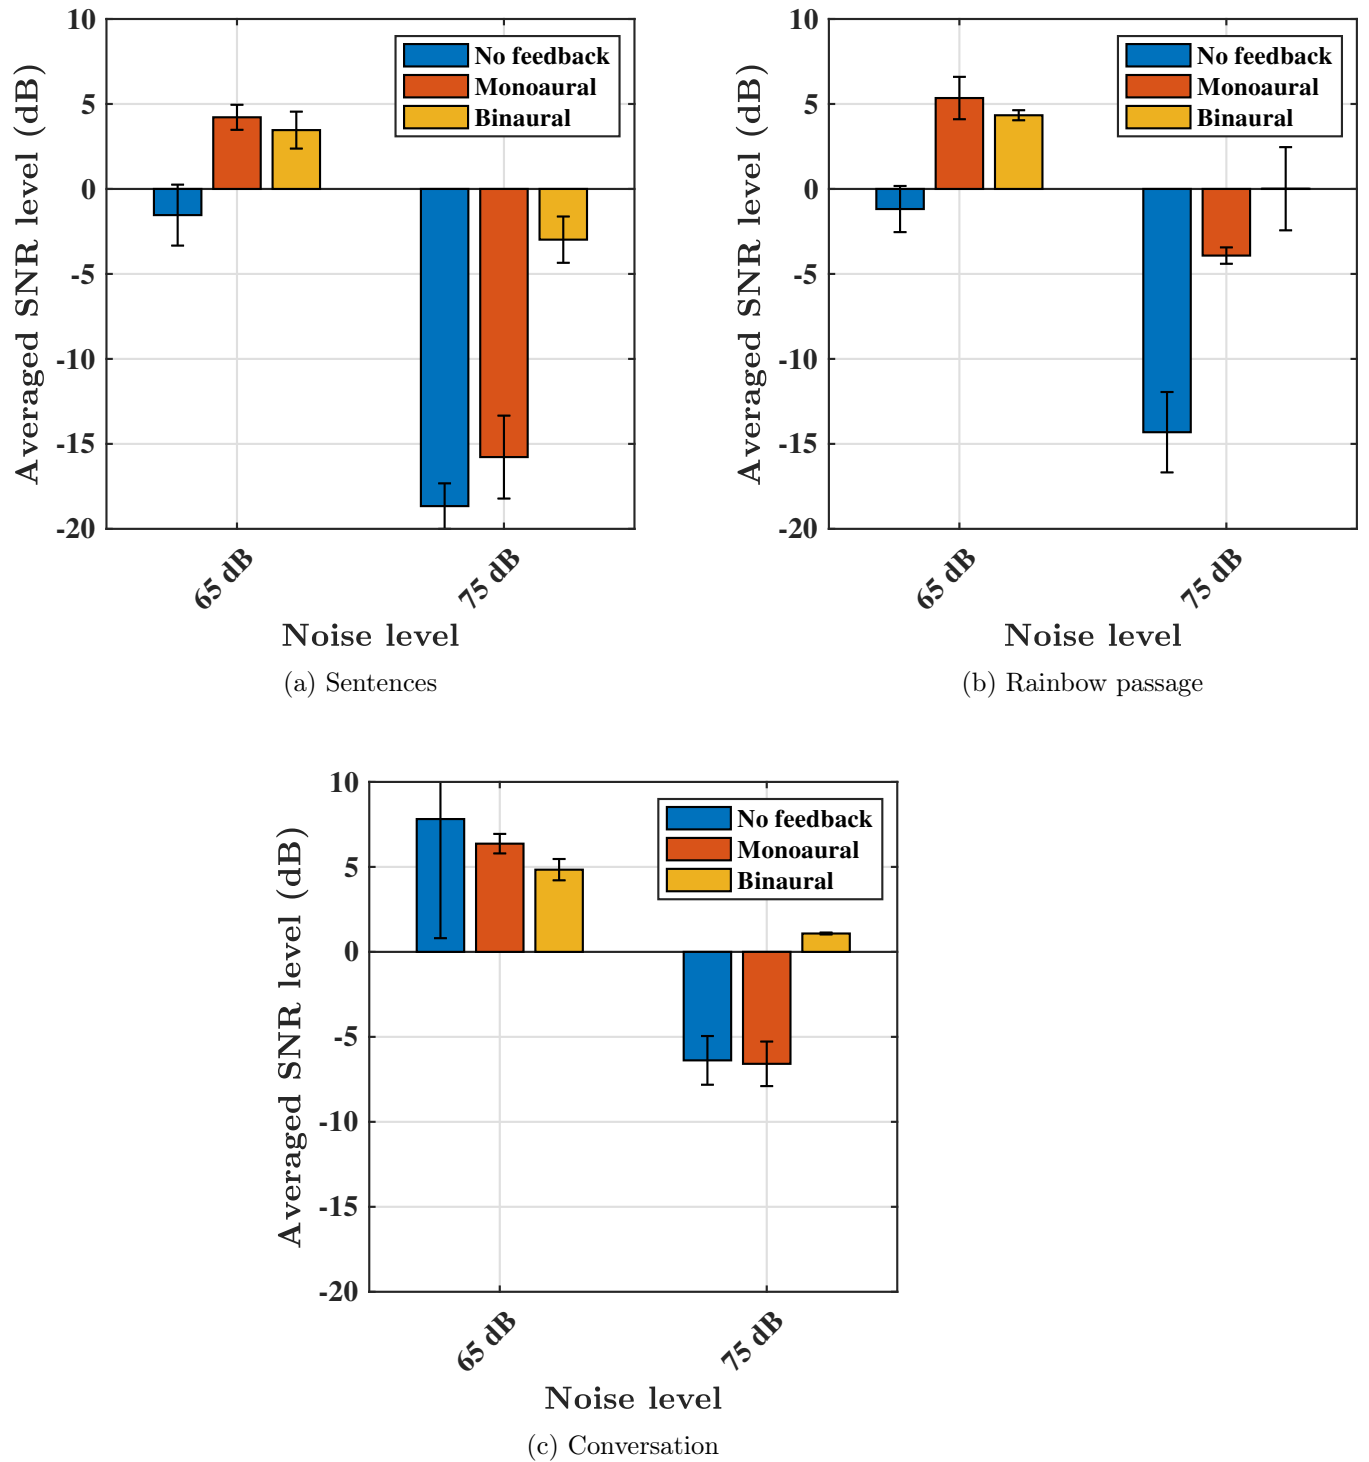 10
5
0
-5
-10
-15
-20
Averaged SNR level (dB)
No feedback
Monoaural
Binaural
65 dB
75 dB
Noise level
(a) Sentences
10
5
0
-5
-10
-15
-20
Averaged SNR level (dB)
No feedback
Monoaural
Binaural
65 dB
75 dB
Noise level
(b) Rainbow passage
10
5
0
-5
-10
-15
-20
Averaged SNR level (dB)
No feedback
Monoaural
Binaural
65 dB
75 dB
Noise level
(c) Conversation